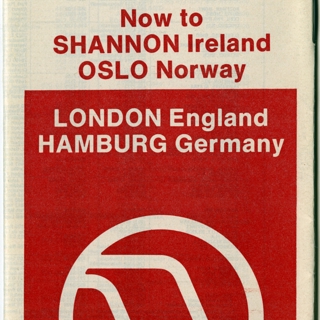 Now to
SHANNON Ireland
OSLO Norway
LONDON England
HAMBURG Germany